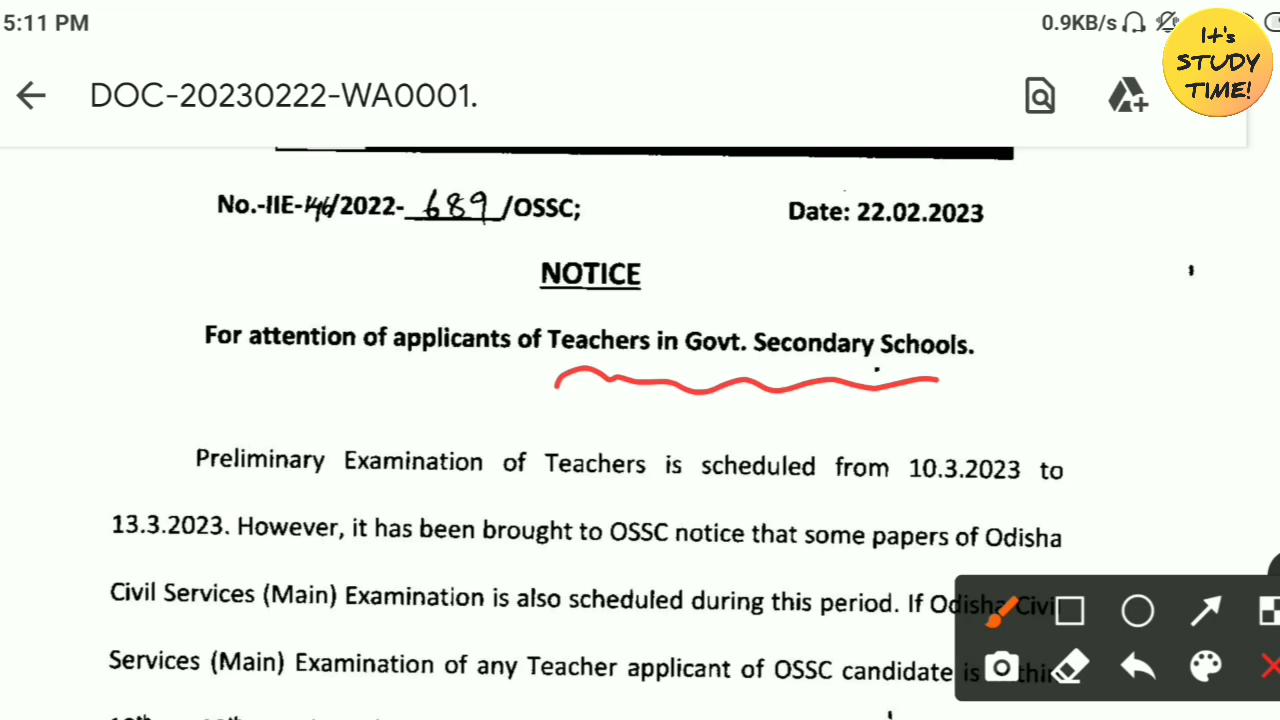 5:11 PM
0.9KB/s
It's
STUDY
TIME!
DOC-20230222-WA0001.
No.-IIE-146/2022- 689 /OSSC;
Date: 22.02.2023
NOTICE
For attention of applicants of Teachers in Govt. Secondary Schools.
Preliminary Examination of Teachers is scheduled from 10.3.2023 to
13.3.2023. However, it has been brought to OSSC notice that some papers of Odisha
Civil Services (Main) Examination is also scheduled during this period. If Odisha Civil
Services (Main) Examination of any Teacher applicant of OSSC candidate is